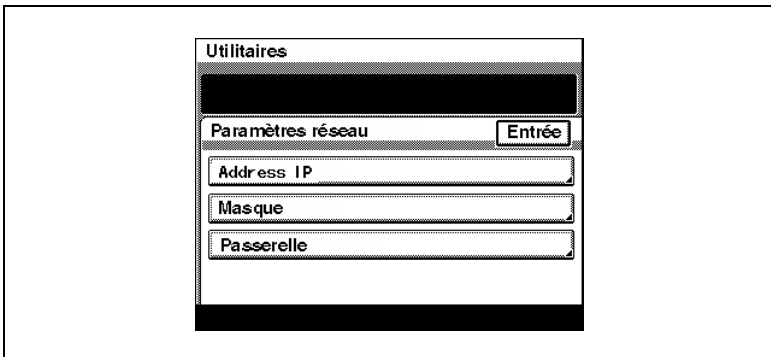 Utilitaires
Paramètres réseau
Entrée
Address IP
Masque
Passerelle